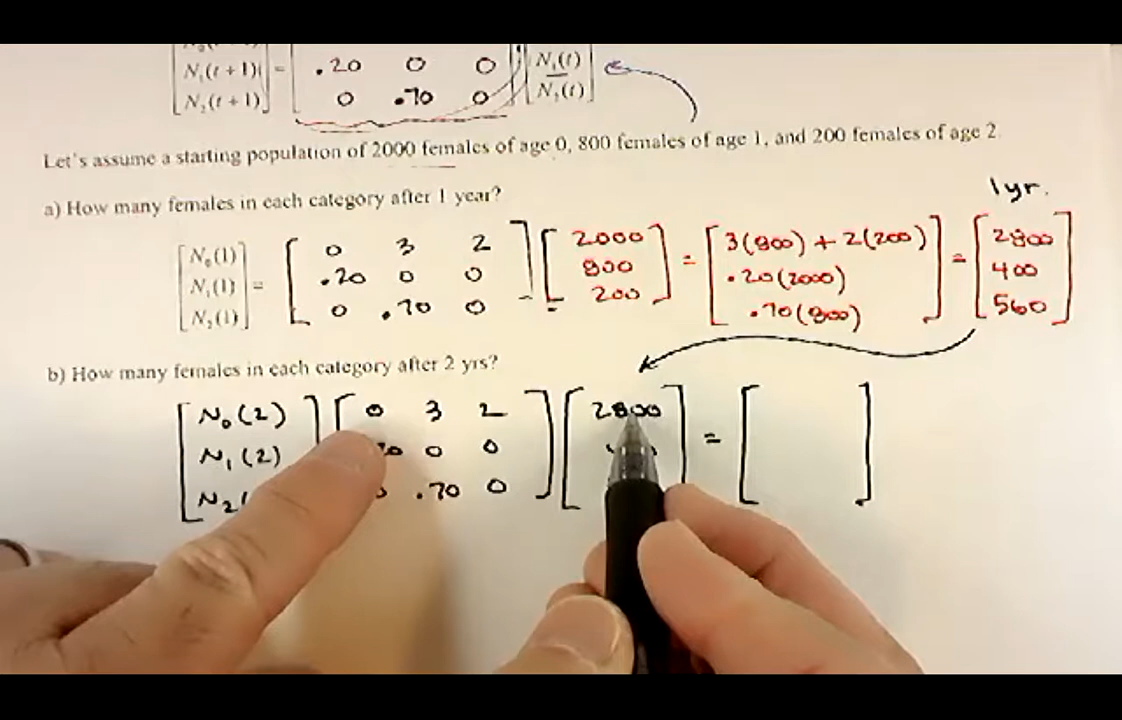 N₁(t + 1) = .20 0 0 N₁(t)
N₂(t + 1) 0 .70 0 N₂(t)
Let's assume a starting population of 2000 females of age 0, 800 females of age 1, and 200 females of age 2
1yr.
a) How many females in each category after 1 year?
N₀(1) 0 3 2 2000 3(800) + 2(200) 2800
N₁(1) = .20 0 0 800 = .20(2000) = 400
N₂(1) 0 .70 0 200 .70(800) 560
b) How many females in each category after 2 yrs?
N₀(2) 0 3 2 2800
N₁(2) 0 0 =
N₂ .70 0